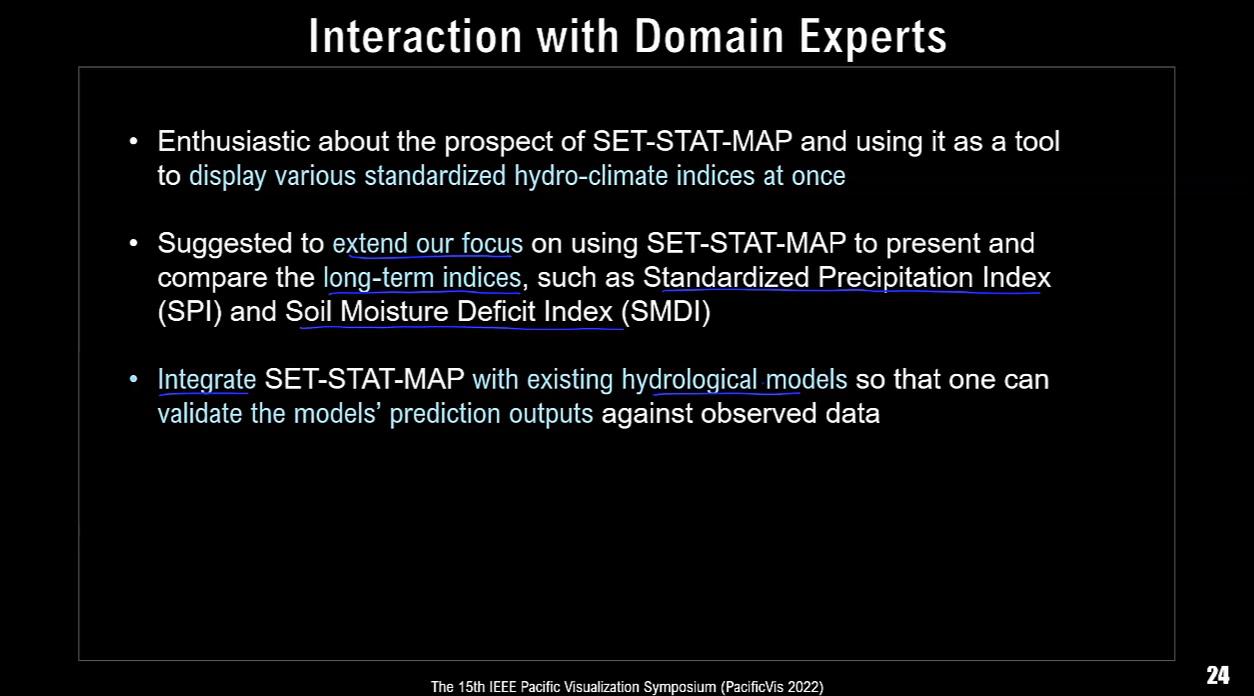 Interaction with Domain Experts
• Enthusiastic about the prospect of SET-STAT-MAP and using it as a tool
to display various standardized hydro-climate indices at once
• Suggested to extend our focus on using SET-STAT-MAP to present and
compare the long-term indices, such as Standardized Precipitation Index
(SPI) and Soil Moisture Deficit Index (SMDI)
• Integrate SET-STAT-MAP with existing hydrological models so that one can
validate the models' prediction outputs against observed data
The 15th IEEE Pacific Visualization Symposium (PacificVis 2022)
24